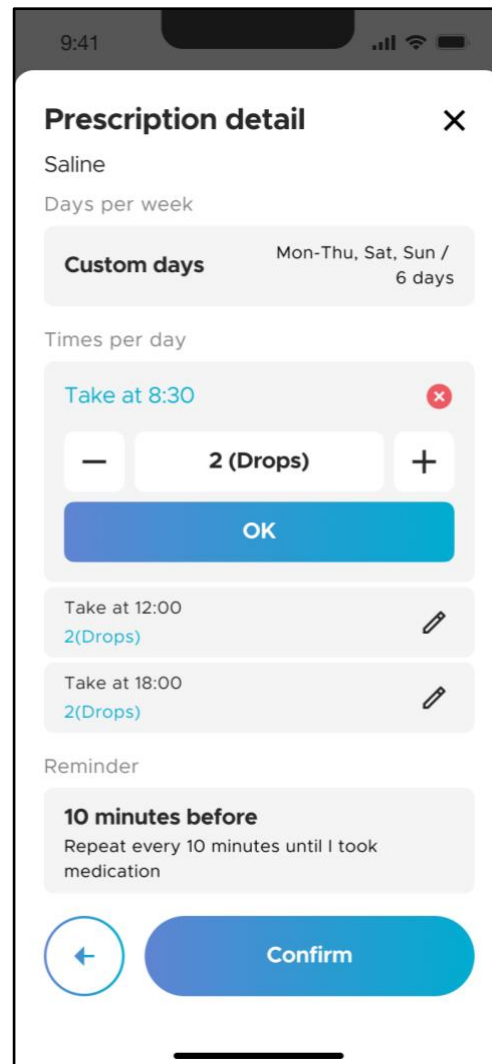 9:41
Prescription detail
Saline
Days per week
Custom days
Mon-Thu, Sat, Sun /
6 days
Times per day
Take at 8:30
2 (Drops)
OK
Take at 12:00
2(Drops)
Take at 18:00
2(Drops)
Reminder
10 minutes before
Repeat every 10 minutes until I took
medication
Confirm